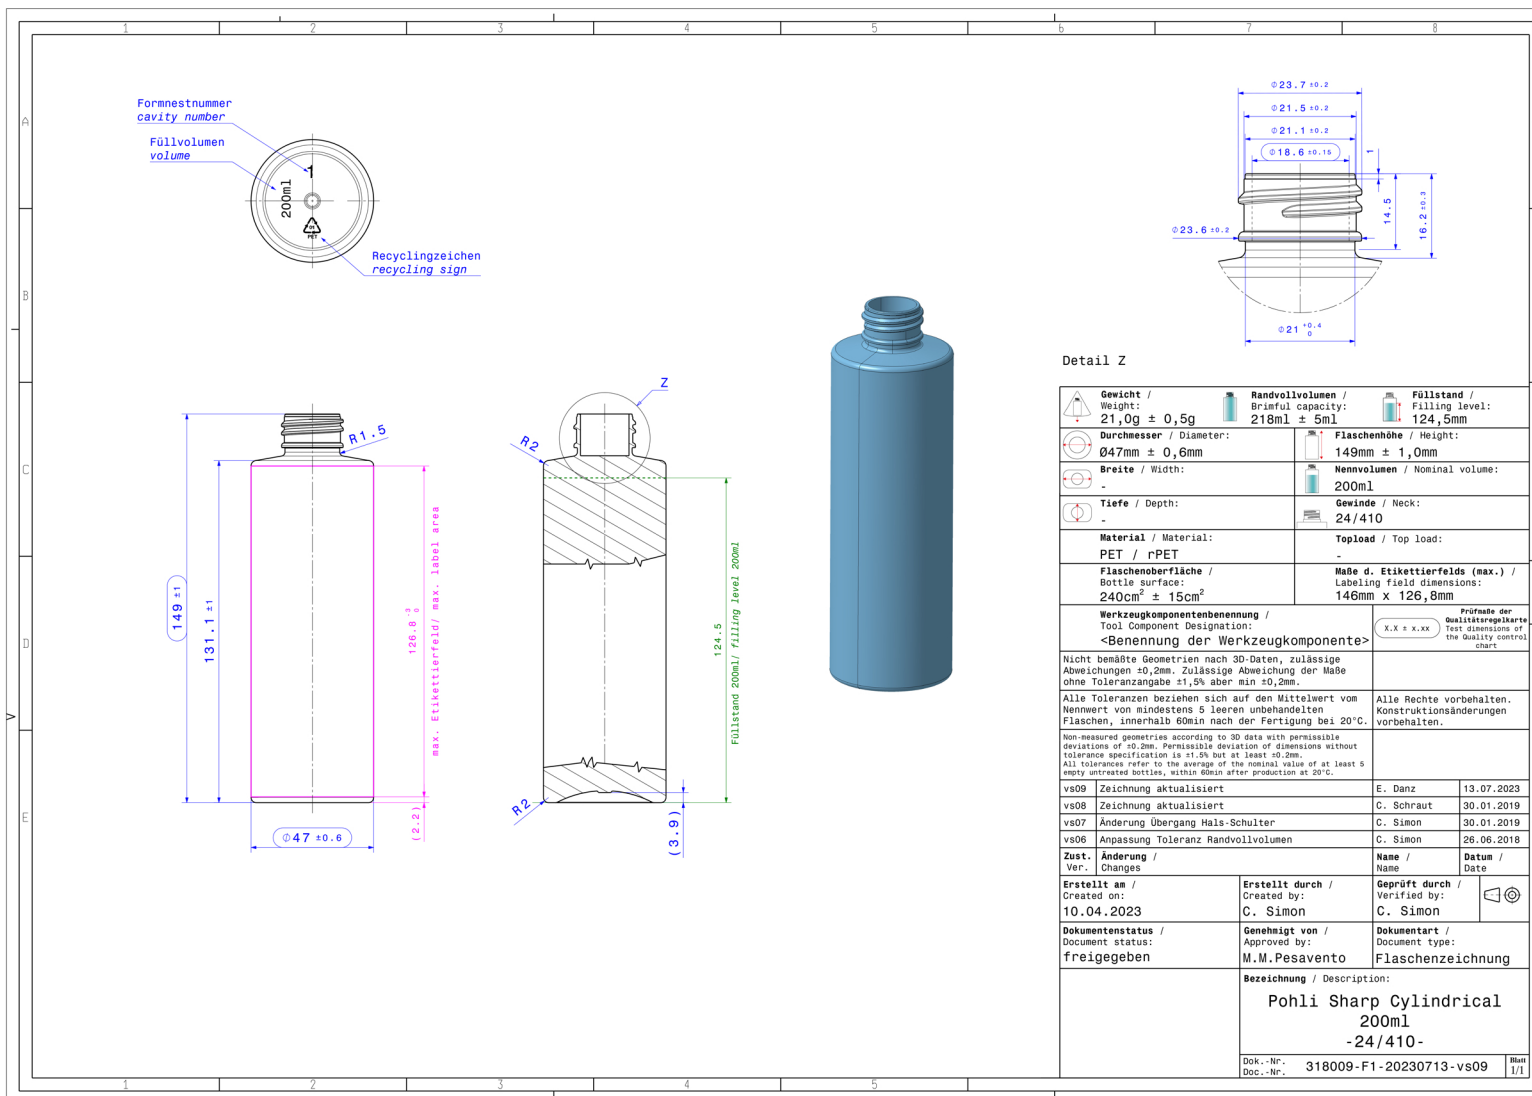 1 2 3 4 5 6 7 8
A
B
C
D
E
Formnestnummer
cavity number
Füllvolumen
volume
1
200ml
01
PET
Recyclingzeichen
recycling sign
R1.5
149 ±1
131.1 ±1
126.8 -3 0
max. Etikettierfeld/ max. label area
(2.2)
Ø47 ±0.6
Z
R2
124.5
Füllstand 200ml/ filling level 200ml
R2
(3.9)
Ø23.7 ±0.2
Ø21.5 ±0.2
Ø21.1 ±0.2
Ø18.6 ±0.15
1
14.5
16.2 ±0.3
Ø23.6 ±0.2
Ø21 +0.4 0
Detail Z
Gewicht /
Weight:
21,0g ± 0,5g
Randvollvolumen /
Brimful capacity:
218ml ± 5ml
Füllstand /
Filling level:
124,5mm
Durchmesser / Diameter:
Ø47mm ± 0,6mm
Flaschenhöhe / Height:
149mm ± 1,0mm
Breite / Width:
-
Nennvolumen / Nominal volume:
200ml
Tiefe / Depth:
-
Gewinde / Neck:
24/410
Material / Material:
PET / rPET
Topload / Top load:
-
Flaschenoberfläche /
Bottle surface:
240cm² ± 15cm²
Maße d. Etikettierfelds (max.) /
Labeling field dimensions:
146mm x 126,8mm
Werkzeugkomponentenbenennung /
Tool Component Designation:
<Benennung der Werkzeugkomponente>
X.X ± x.xx
Prüfmaße der
Qualitätsregelkarte
Test dimensions of
the Quality control
chart
Nicht bemäßte Geometrien nach 3D-Daten, zulässige
Abweichungen ±0,2mm. Zulässige Abweichung der Maße
ohne Toleranzangabe ±1,5% aber min ±0,2mm.
Alle Toleranzen beziehen sich auf den Mittelwert vom
Nennwert von mindestens 5 leeren unbehandelten
Flaschen, innerhalb 60min nach der Fertigung bei 20°C.
Alle Rechte vorbehalten.
Konstruktionsänderungen
vorbehalten.
Non-measured geometries according to 3D data with permissible
deviations of ±0.2mm. Permissible deviation of dimensions without
tolerance specification is ±1.5% but at least ±0.2mm.
All tolerances refer to the average of the nominal value of at least 5
empty untreated bottles, within 60min after production at 20°C.
vs09 Zeichnung aktualisiert E. Danz 13.07.2023
vs08 Zeichnung aktualisiert C. Schraut 30.01.2019
vs07 Änderung Übergang Hals-Schulter C. Simon 30.01.2019
vs06 Anpassung Toleranz Randvollvolumen C. Simon 26.06.2018
Zust. Änderung / Name / Datum /
Ver. Changes Name Date
Erstellt am /
Created on:
10.04.2023
Erstellt durch /
Created by:
C. Simon
Geprüft durch /
Verified by:
C. Simon
Dokumentenstatus /
Document status:
freigegeben
Genehmigt von /
Approved by:
M.M.Pesavento
Dokumentart /
Document type:
Flaschenzeichnung
Bezeichnung / Description:
Pohli Sharp Cylindrical
200ml
-24/410-
Dok.-Nr.
Doc.-Nr.
318009-F1-20230713-vs09
Blatt
1/1
1 2 3 4 5